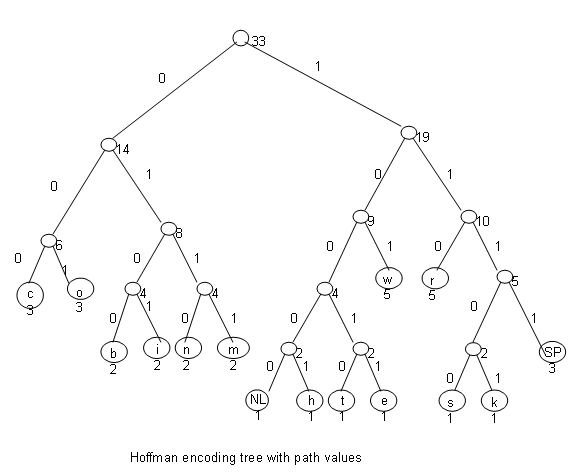 33
0 1
14 19
0 1 0 1
6 8 9 10
0 1 0 1 0 1 0 1
c o 4 4 4 w r 5
3 3 5 5
0 1 0 1 0 1 0 1
b i n m 2 2 2 SP
2 2 2 2 3
0 1 0 1 0 1
NL h t e s k
1 1 1 1 1 1
Hoffman encoding tree with path values